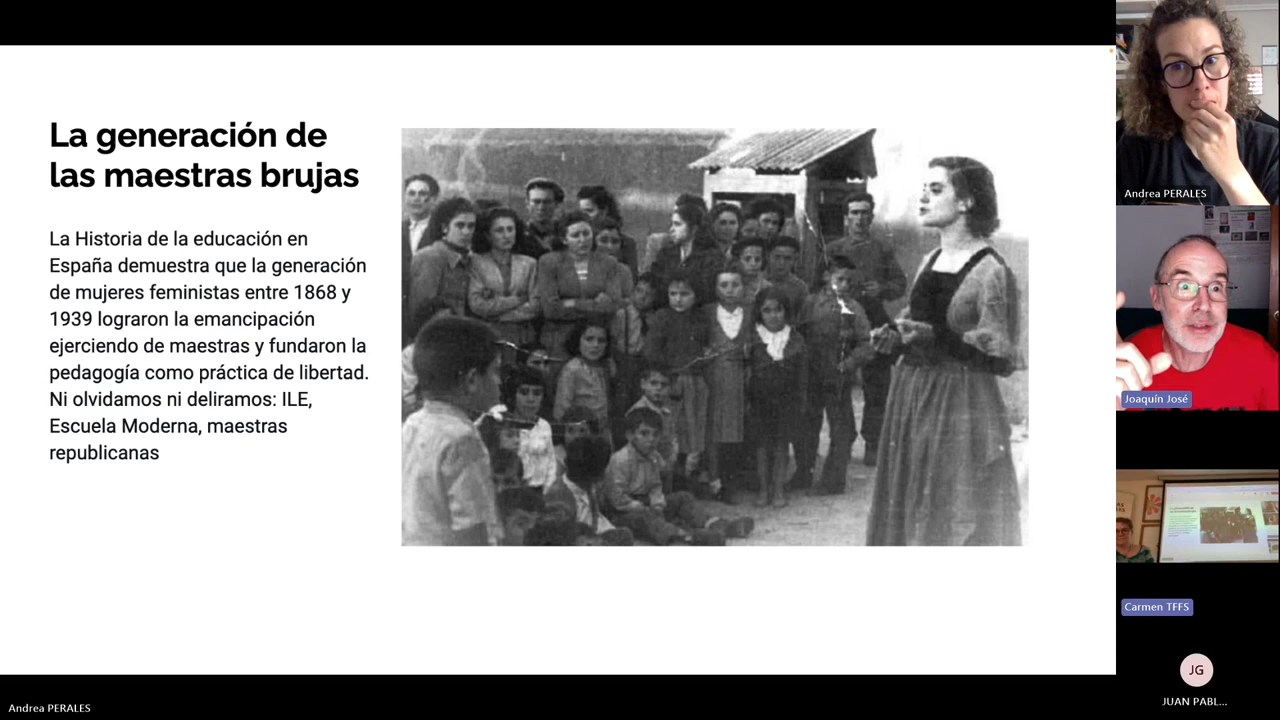 La generación de
las maestras brujas
La Historia de la educación en
España demuestra que la generación
de mujeres feministas entre 1868 y
1939 lograron la emancipación
ejerciendo de maestras y fundaron la
pedagogía como práctica de libertad.
Ni olvidamos ni deliramos: ILE,
Escuela Moderna, maestras
republicanas
Andrea PERALES
Joaquín José
Carmen TFFS
JG
JUAN PABL...
Andrea PERALES